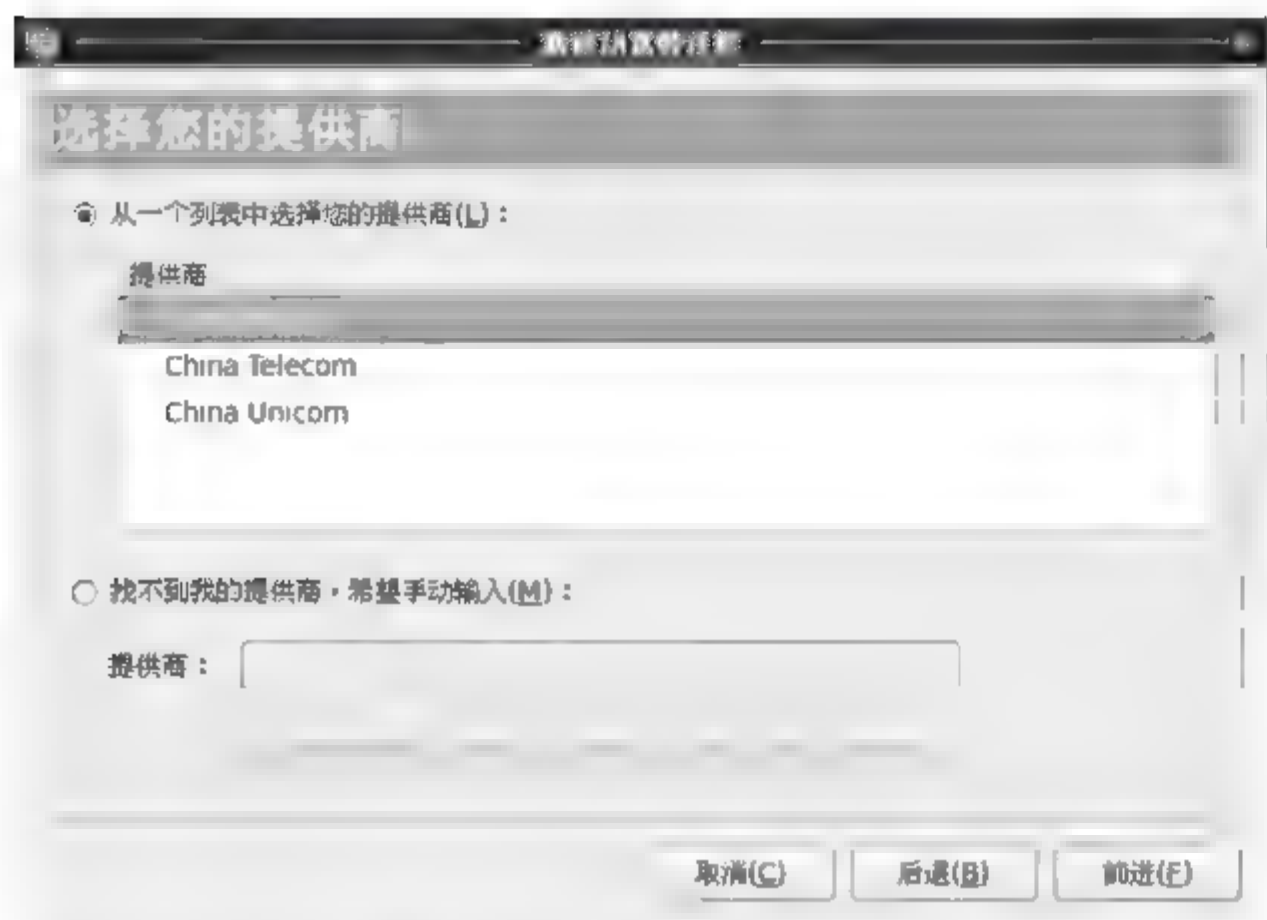 选择您的提供商
从一个列表中选择您的提供商(L)：
提供商
China Telecom
China Unicom
找不到我的提供商，希望手动输入(M)：
提供商：
取消(C) 后退(B) 前进(F)